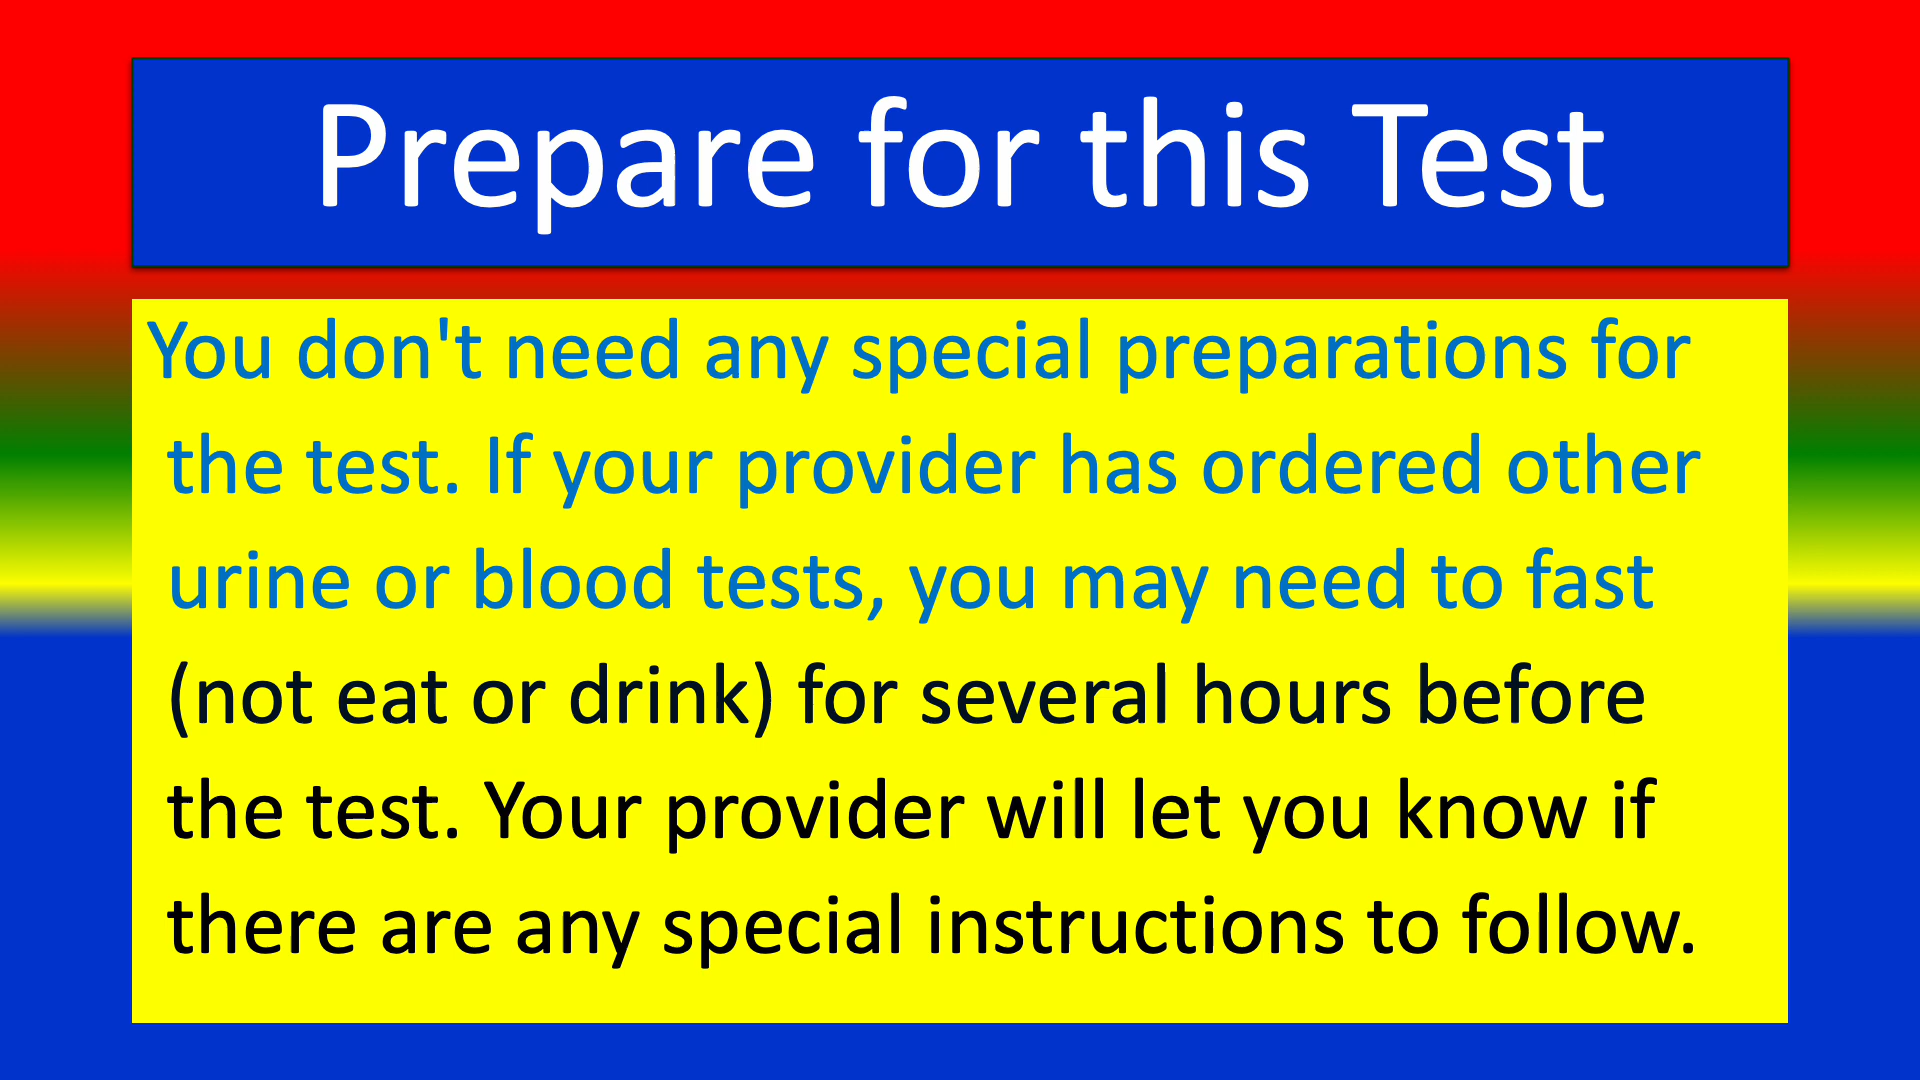 Prepare for this Test
You don't need any special preparations for
the test. If your provider has ordered other
urine or blood tests, you may need to fast
(not eat or drink) for several hours before
the test. Your provider will let you know if
there are any special instructions to follow.